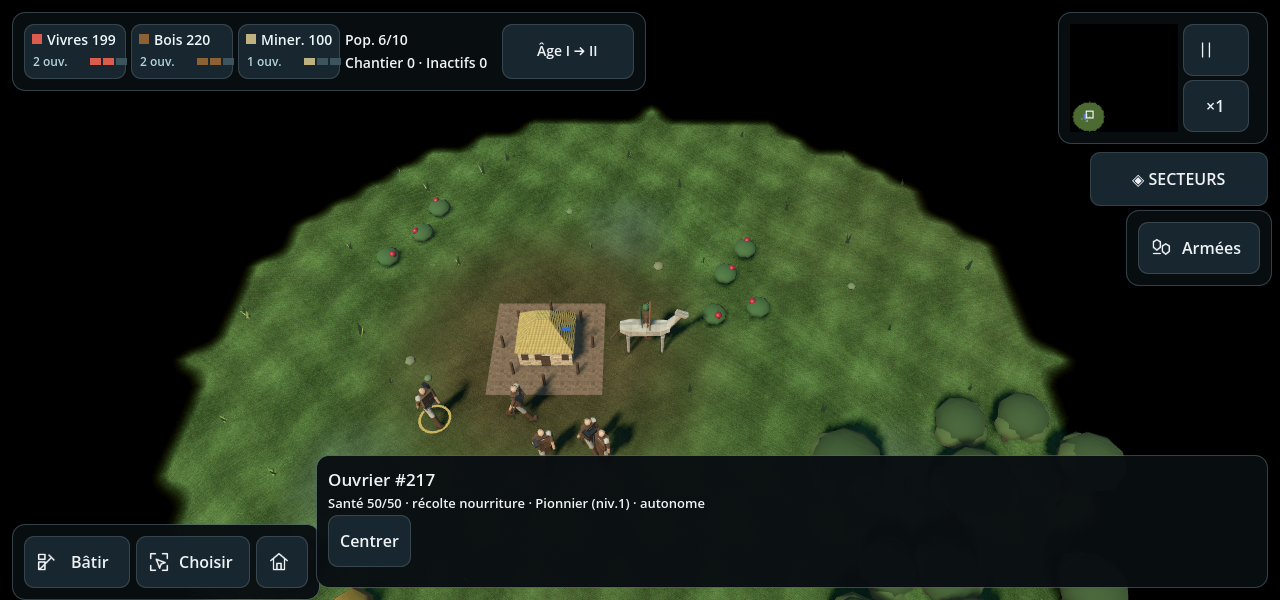 Vivres 199
2 ouv.
Bois 220
2 ouv.
Miner. 100
1 ouv.
Pop. 6/10
Chantier 0 · Inactifs 0
Âge I → II
×1
◈ SECTEURS
Armées
Ouvrier #217
Santé 50/50 · récolte nourriture · Pionnier (niv.1) · autonome
Centrer
Bâtir
Choisir